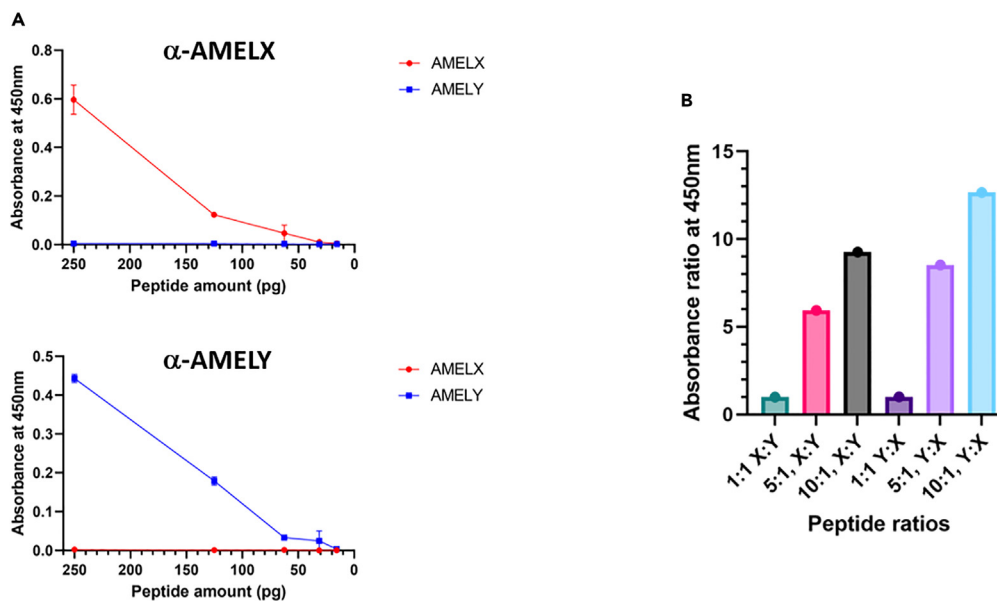 A
α-AMELX
0.8
0.6
0.4
0.2
0.0
Absorbance at 450nm
250 200 150 100 50 0
Peptide amount (pg)
AMELX
AMELY
α-AMELY
0.5
0.4
0.3
0.2
0.1
0.0
Absorbance at 450nm
250 200 150 100 50 0
Peptide amount (pg)
AMELX
AMELY
B
15
10
5
0
Absorbance ratio at 450nm
1:1 X:Y
5:1, X:Y
10:1, X:Y
1:1 Y:X
5:1, Y:X
10:1, Y:X
Peptide ratios